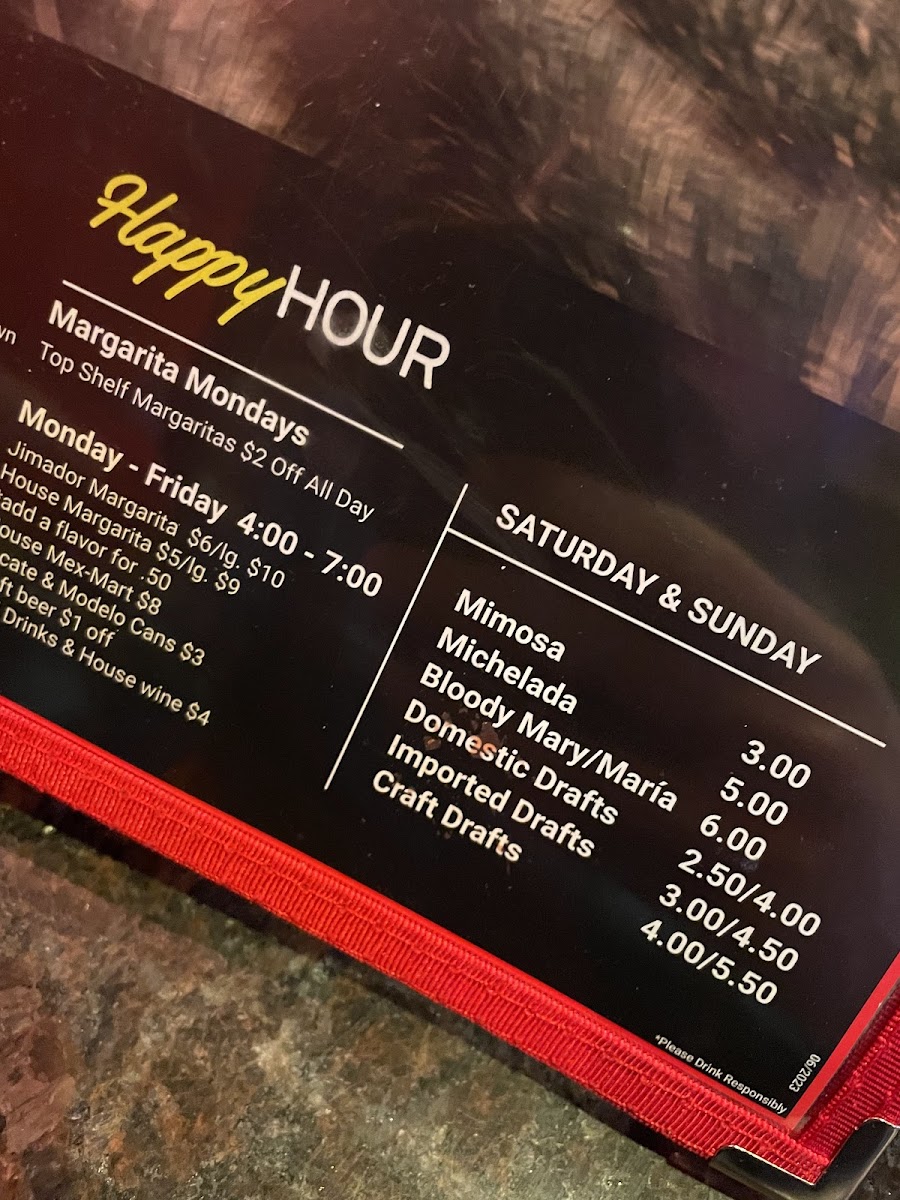 Happy HOUR
Margarita Mondays
Top Shelf Margaritas $2 Off All Day
Monday - Friday 4:00 - 7:00
Jimador Margarita $6/lg. $10
House Margarita $5/lg. $9
add a flavor for .50
Mex-Mart $8
& Modelo Cans $3
beer $1 off
Drinks & House wine $4
SATURDAY & SUNDAY
Mimosa 3.00
Michelada 5.00
Bloody Mary/María 6.00
Domestic Drafts 2.50/4.00
Imported Drafts 3.00/4.50
Craft Drafts 4.00/5.50
*Please Drink Responsibly
06/2023